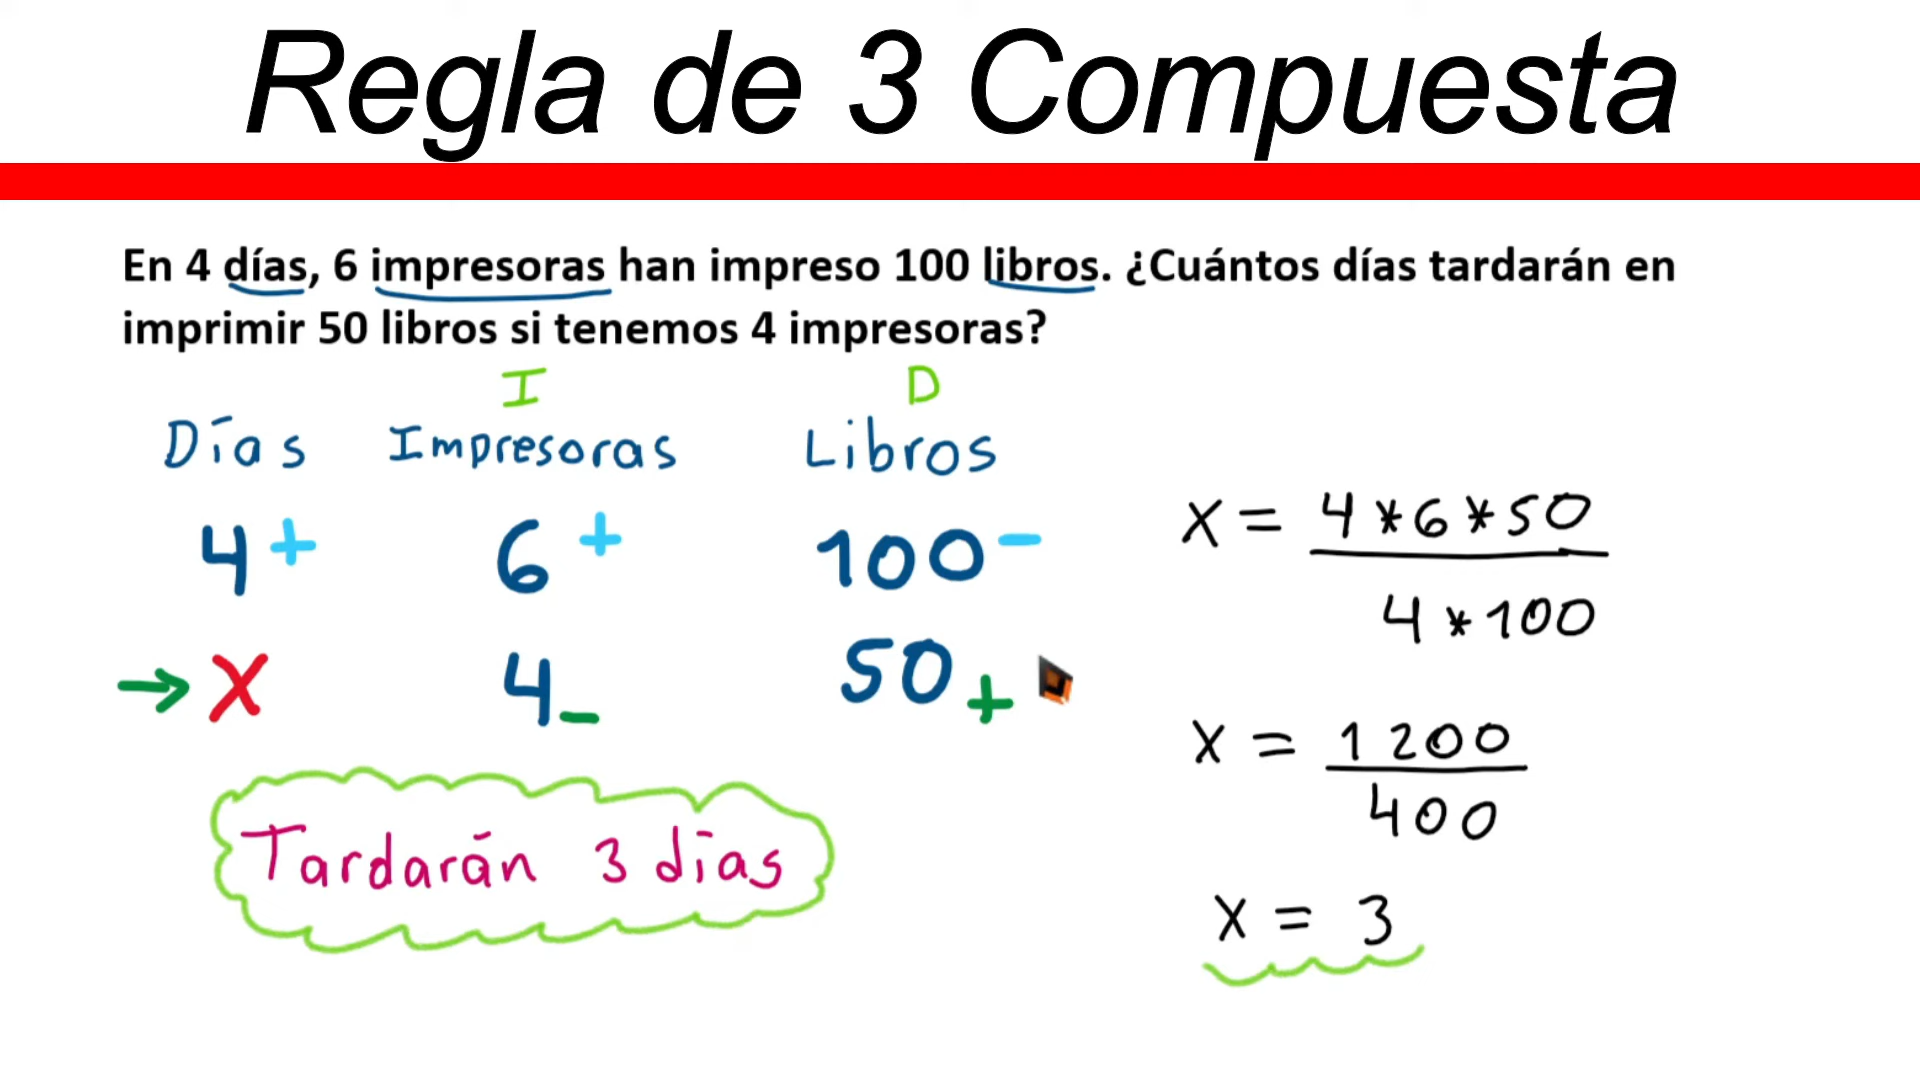 Regla de 3 Compuesta
En 4 días, 6 impresoras han impreso 100 libros. ¿Cuántos días tardarán en
imprimir 50 libros si tenemos 4 impresoras?
I D
Días Impresoras Libros
4 + 6 + 100 -
→ X 4 - 50 +
Tardarán 3 días
X = 4 * 6 * 50
4 * 100
X = 1200
400
X = 3